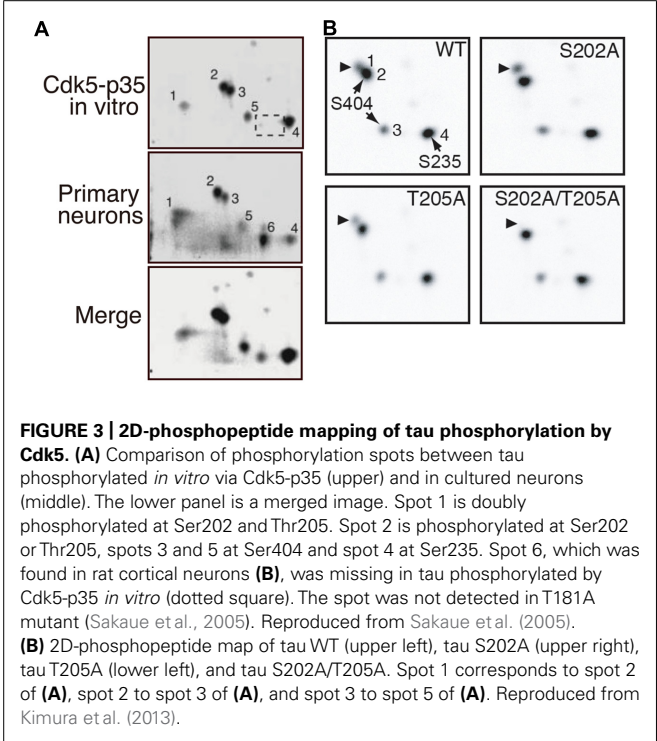 A
B
Cdk5-p35
in vitro
1
2
3
5
4
Primary
neurons
1
2
3
5
6
4
Merge
WT
1
2
S404
3
4
S235
S202A
T205A
S202A/T205A
FIGURE 3 | 2D-phosphopeptide mapping of tau phosphorylation by
Cdk5. (A) Comparison of phosphorylation spots between tau
phosphorylated in vitro via Cdk5-p35 (upper) and in cultured neurons
(middle). The lower panel is a merged image. Spot 1 is doubly
phosphorylated at Ser202 and Thr205. Spot 2 is phosphorylated at Ser202
or Thr205, spots 3 and 5 at Ser404 and spot 4 at Ser235. Spot 6, which was
found in rat cortical neurons (B), was missing in tau phosphorylated by
Cdk5-p35 in vitro (dotted square). The spot was not detected in T181A
mutant (Sakaue et al., 2005). Reproduced from Sakaue et al. (2005).
(B) 2D-phosphopeptide map of tau WT (upper left), tau S202A (upper right),
tau T205A (lower left), and tau S202A/T205A. Spot 1 corresponds to spot 2
of (A), spot 2 to spot 3 of (A), and spot 3 to spot 5 of (A). Reproduced from
Kimura et al. (2013).